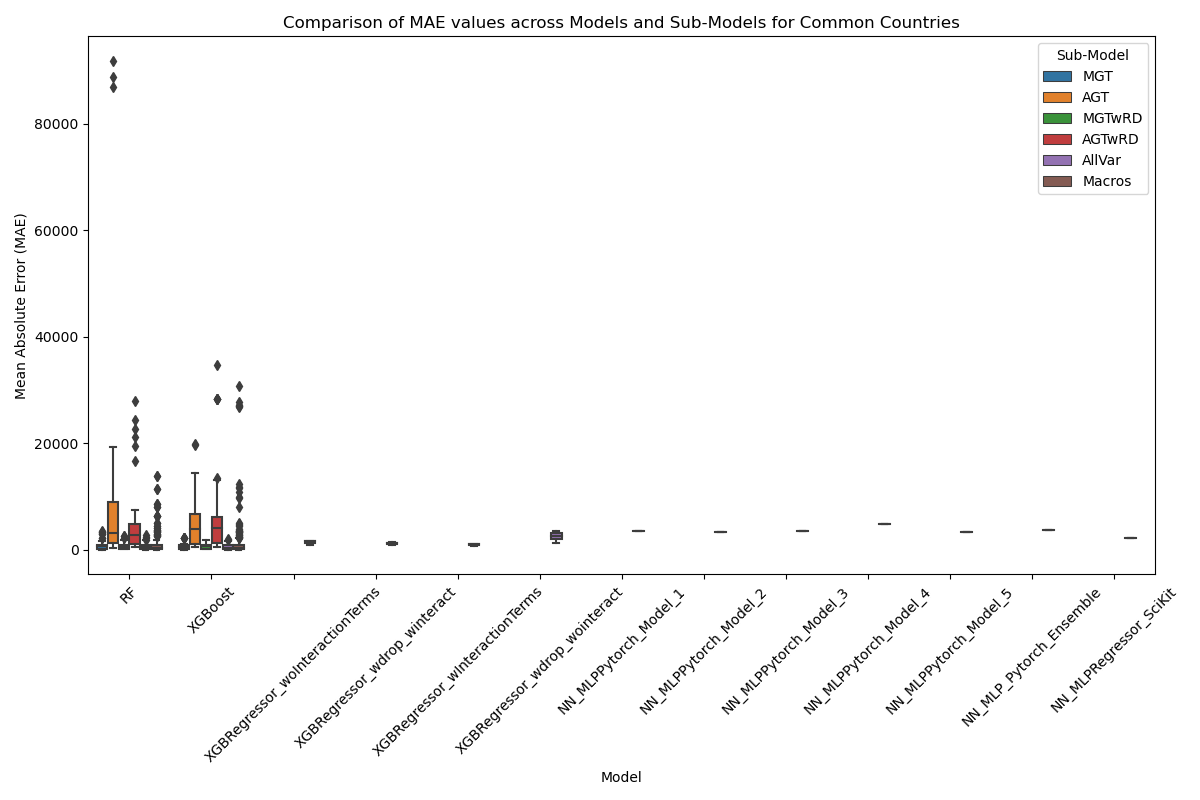 Comparison of MAE values across Models and Sub-Models for Common Countries
Sub-Model
MGT
AGT
MGTwRD
AGTwRD
AllVar
Macros
Mean Absolute Error (MAE)
80000
60000
40000
20000
0
RF
XGBoost
XGBRegressor_woInteractionTerms
XGBRegressor_wdrop_winteract
XGBRegressor_wInteractionTerms
XGBRegressor_wdrop_wointeract
NN_MLPPytorch_Model_1
NN_MLPPytorch_Model_2
NN_MLPPytorch_Model_3
NN_MLPPytorch_Model_4
NN_MLPPytorch_Model_5
NN_MLP_Pytorch_Ensemble
NN_MLPRegressor_SciKit
Model